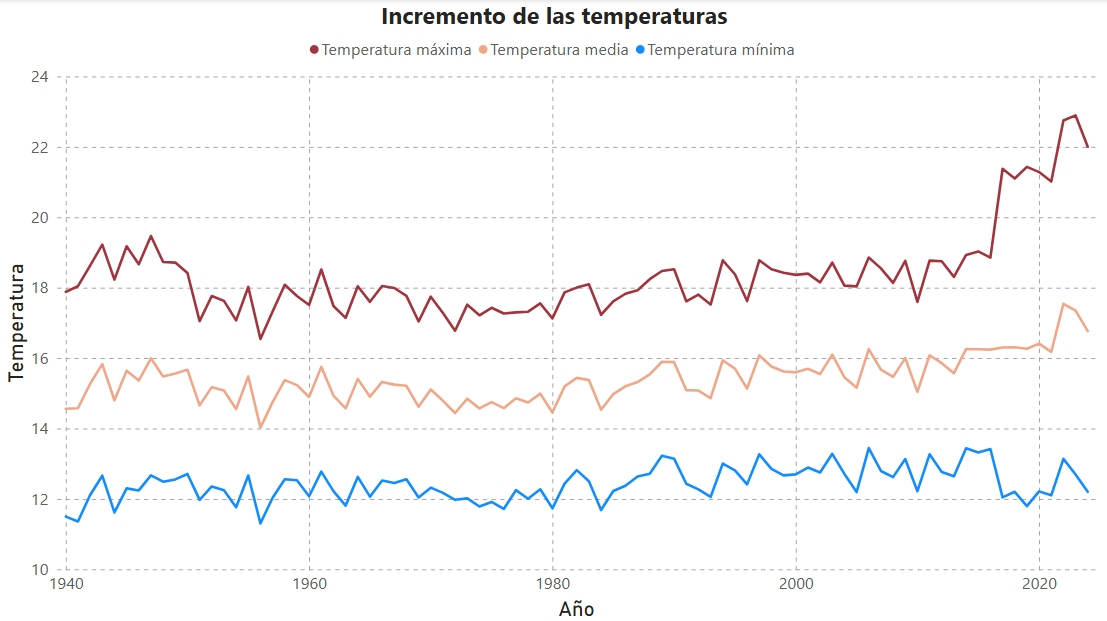 Incremento de las temperaturas
Temperatura máxima Temperatura media Temperatura mínima
24
22
20
18
16
14
12
10
Temperatura
1940 1960 1980 2000 2020
Año